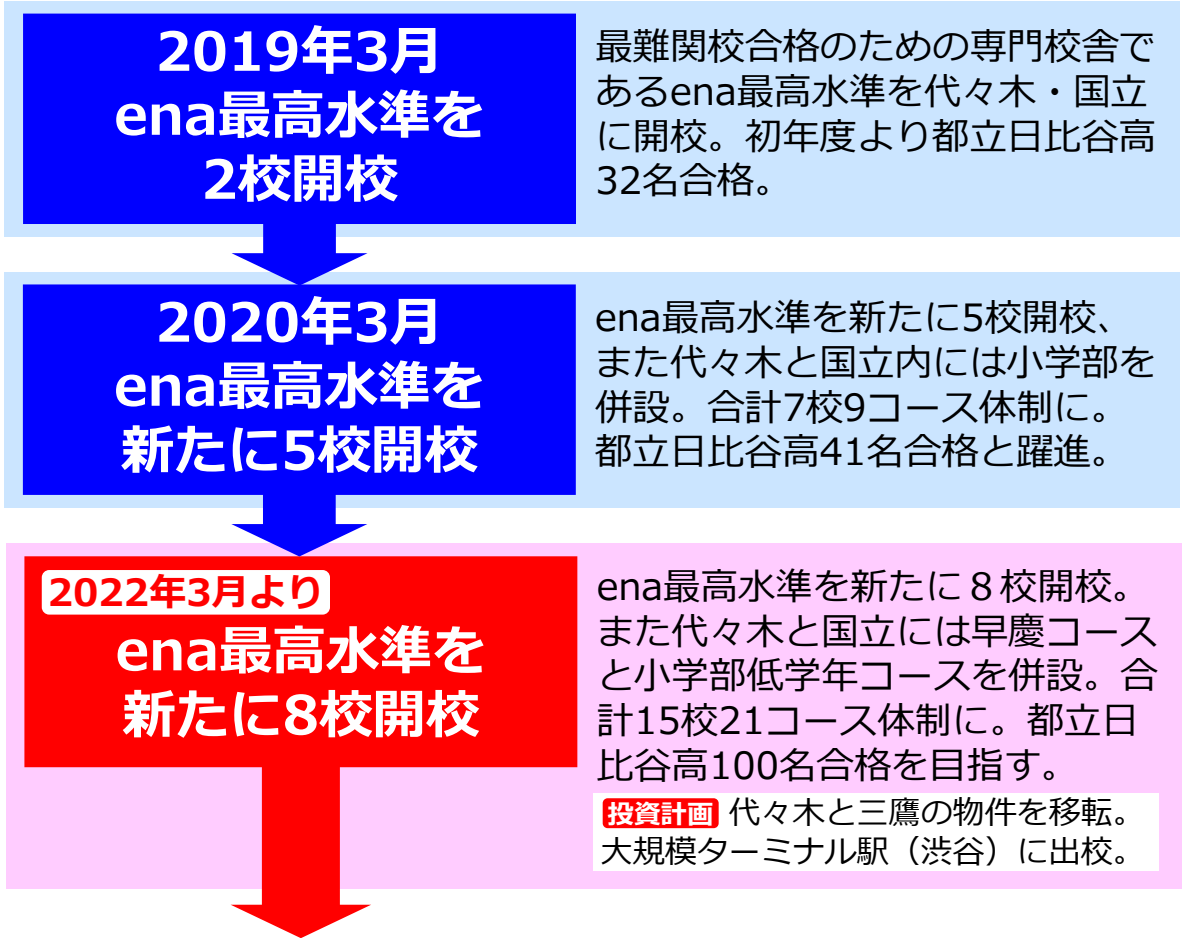 2019年3月
ena最高水準を
2校開校
最難関校合格のための専門校舎で
あるena最高水準を代々木・国立
に開校。初年度より都立日比谷高
32名合格。
2020年3月
ena最高水準を
新たに5校開校
ena最高水準を新たに5校開校、
また代々木と国立内には小学部を
併設。合計7校9コース体制に。
都立日比谷高41名合格と躍進。
2022年3月より
ena最高水準を
新たに8校開校
ena最高水準を新たに８校開校。
また代々木と国立には早慶コース
と小学部低学年コースを併設。合
計15校21コース体制に。都立日
比谷高100名合格を目指す。
投資計画 代々木と三鷹の物件を移転。
大規模ターミナル駅（渋谷）に出校。